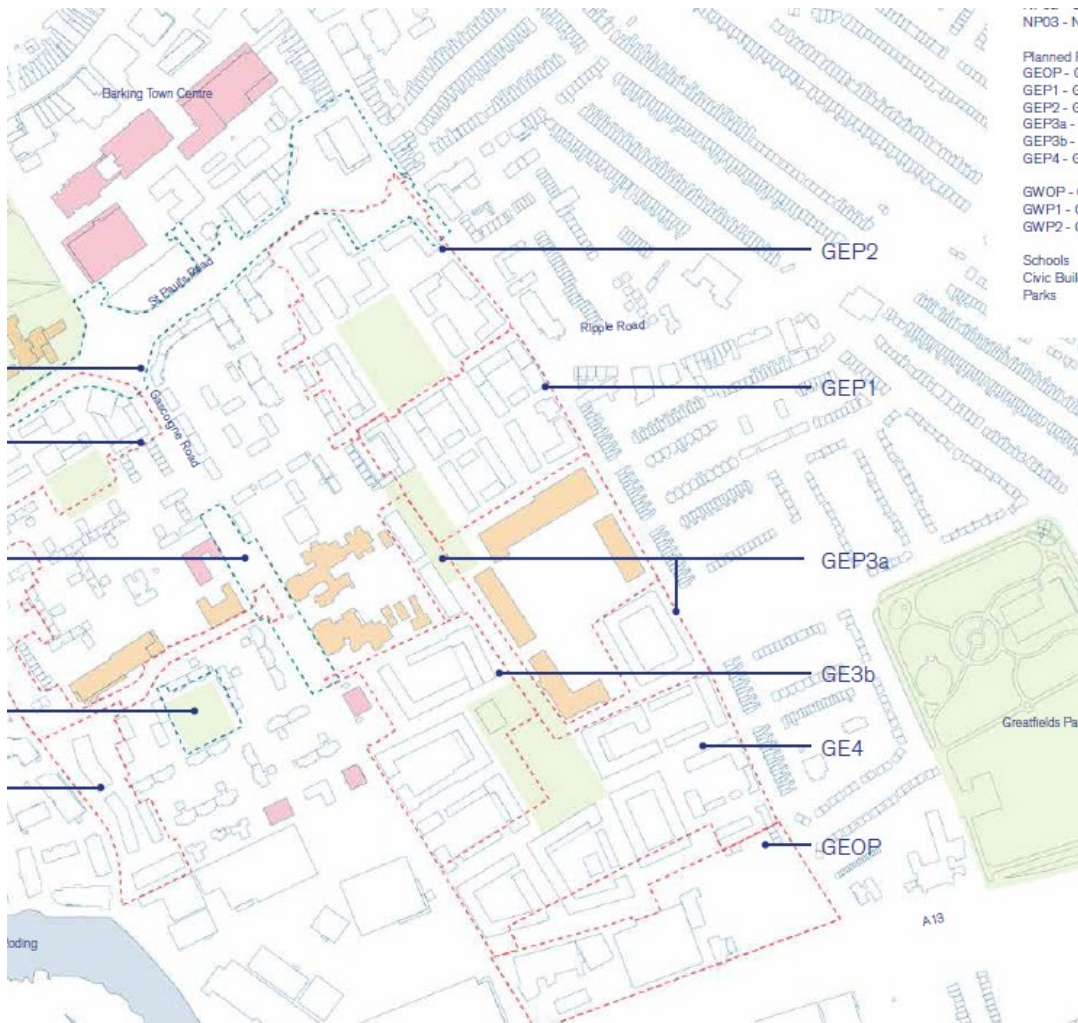 NP03 - N
Planned
GEOP -
GEP1 - G
GEP2 - G
GEP3a -
GEP3b -
GEP4 - G
GWOP -
GWP1 -
GWP2 -
Schools
Civic Buil
Parks
Barking Town Centre
St Paul's Road
GEP2
Ripple Road
GEP1
Gascoigne Road
GEP3a
GE3b
Greatfields Pa
GE4
GEOP
A13
oding